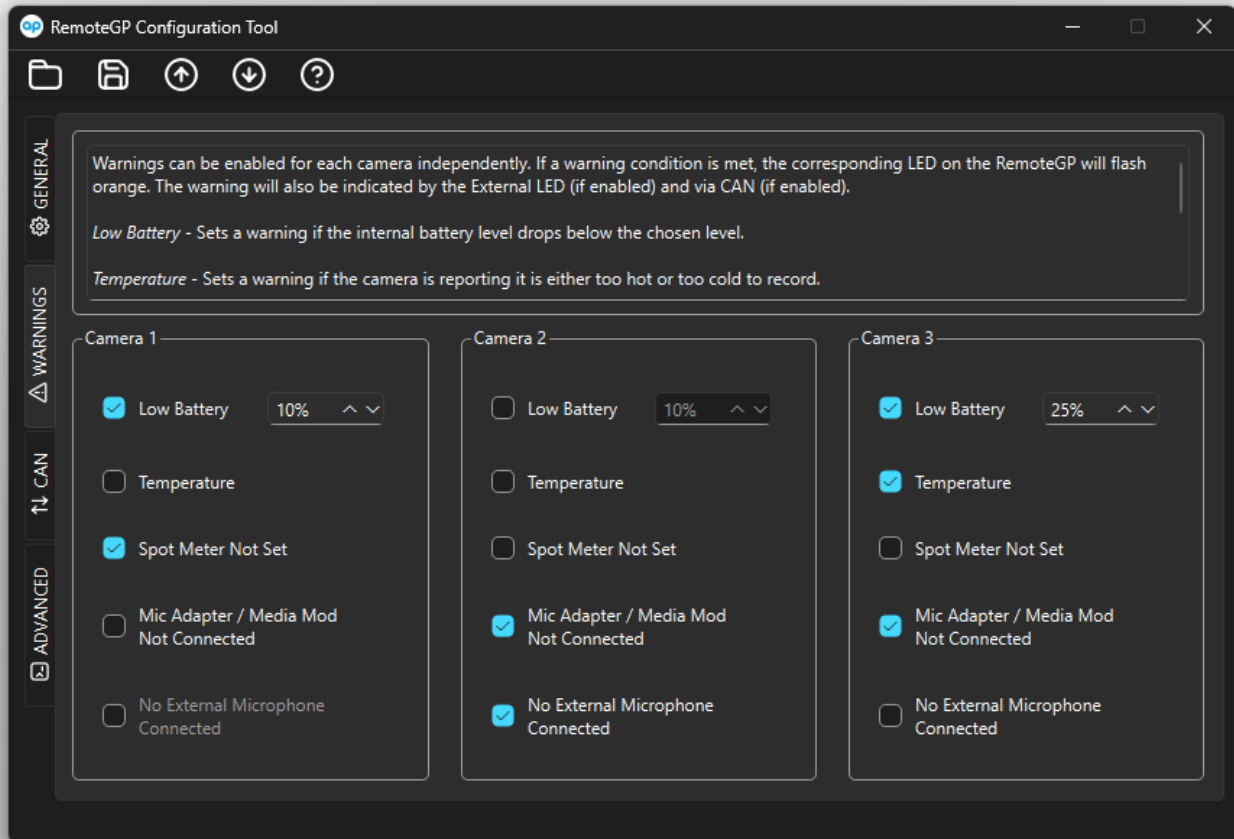 op RemoteGP Configuration Tool
GENERAL
WARNINGS
CAN
ADVANCED
Warnings can be enabled for each camera independently. If a warning condition is met, the corresponding LED on the RemoteGP will flash
orange. The warning will also be indicated by the External LED (if enabled) and via CAN (if enabled).
Low Battery - Sets a warning if the internal battery level drops below the chosen level.
Temperature - Sets a warning if the camera is reporting it is either too hot or too cold to record.
Camera 1
Low Battery 10%
Temperature
Spot Meter Not Set
Mic Adapter / Media Mod
Not Connected
No External Microphone
Connected
Camera 2
Low Battery 10%
Temperature
Spot Meter Not Set
Mic Adapter / Media Mod
Not Connected
No External Microphone
Connected
Camera 3
Low Battery 25%
Temperature
Spot Meter Not Set
Mic Adapter / Media Mod
Not Connected
No External Microphone
Connected